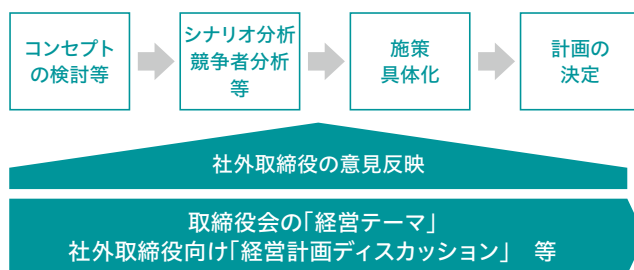 コンセプト
の検討等
シナリオ分析
競争者分析
等
施策
具体化
計画の
決定
社外取締役の意見反映
取締役会の「経営テーマ」
社外取締役向け「経営計画ディスカッション」 等